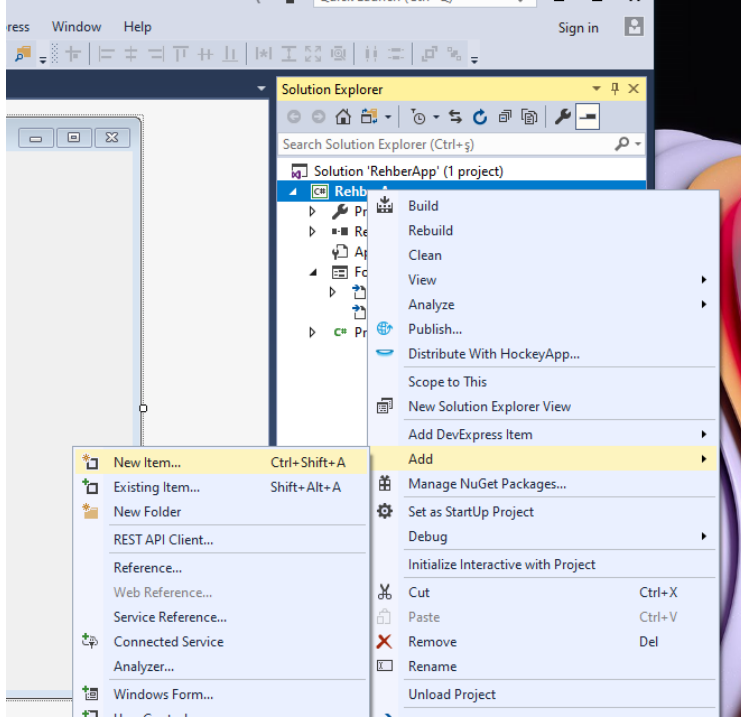 Window Help
Sign in
Solution Explorer
Search Solution Explorer (Ctrl+ş)
Solution 'RehberApp' (1 project)
Build
Rebuild
Clean
View
Analyze
Publish...
Distribute With HockeyApp...
Scope to This
New Solution Explorer View
Add DevExpress Item
Add
Manage NuGet Packages...
Set as StartUp Project
Debug
Initialize Interactive with Project
Cut Ctrl+X
Paste Ctrl+V
Remove Del
Rename
Unload Project
New Item... Ctrl+Shift+A
Existing Item... Shift+Alt+A
New Folder
REST API Client...
Reference...
Web Reference...
Service Reference...
Connected Service
Analyzer...
Windows Form...